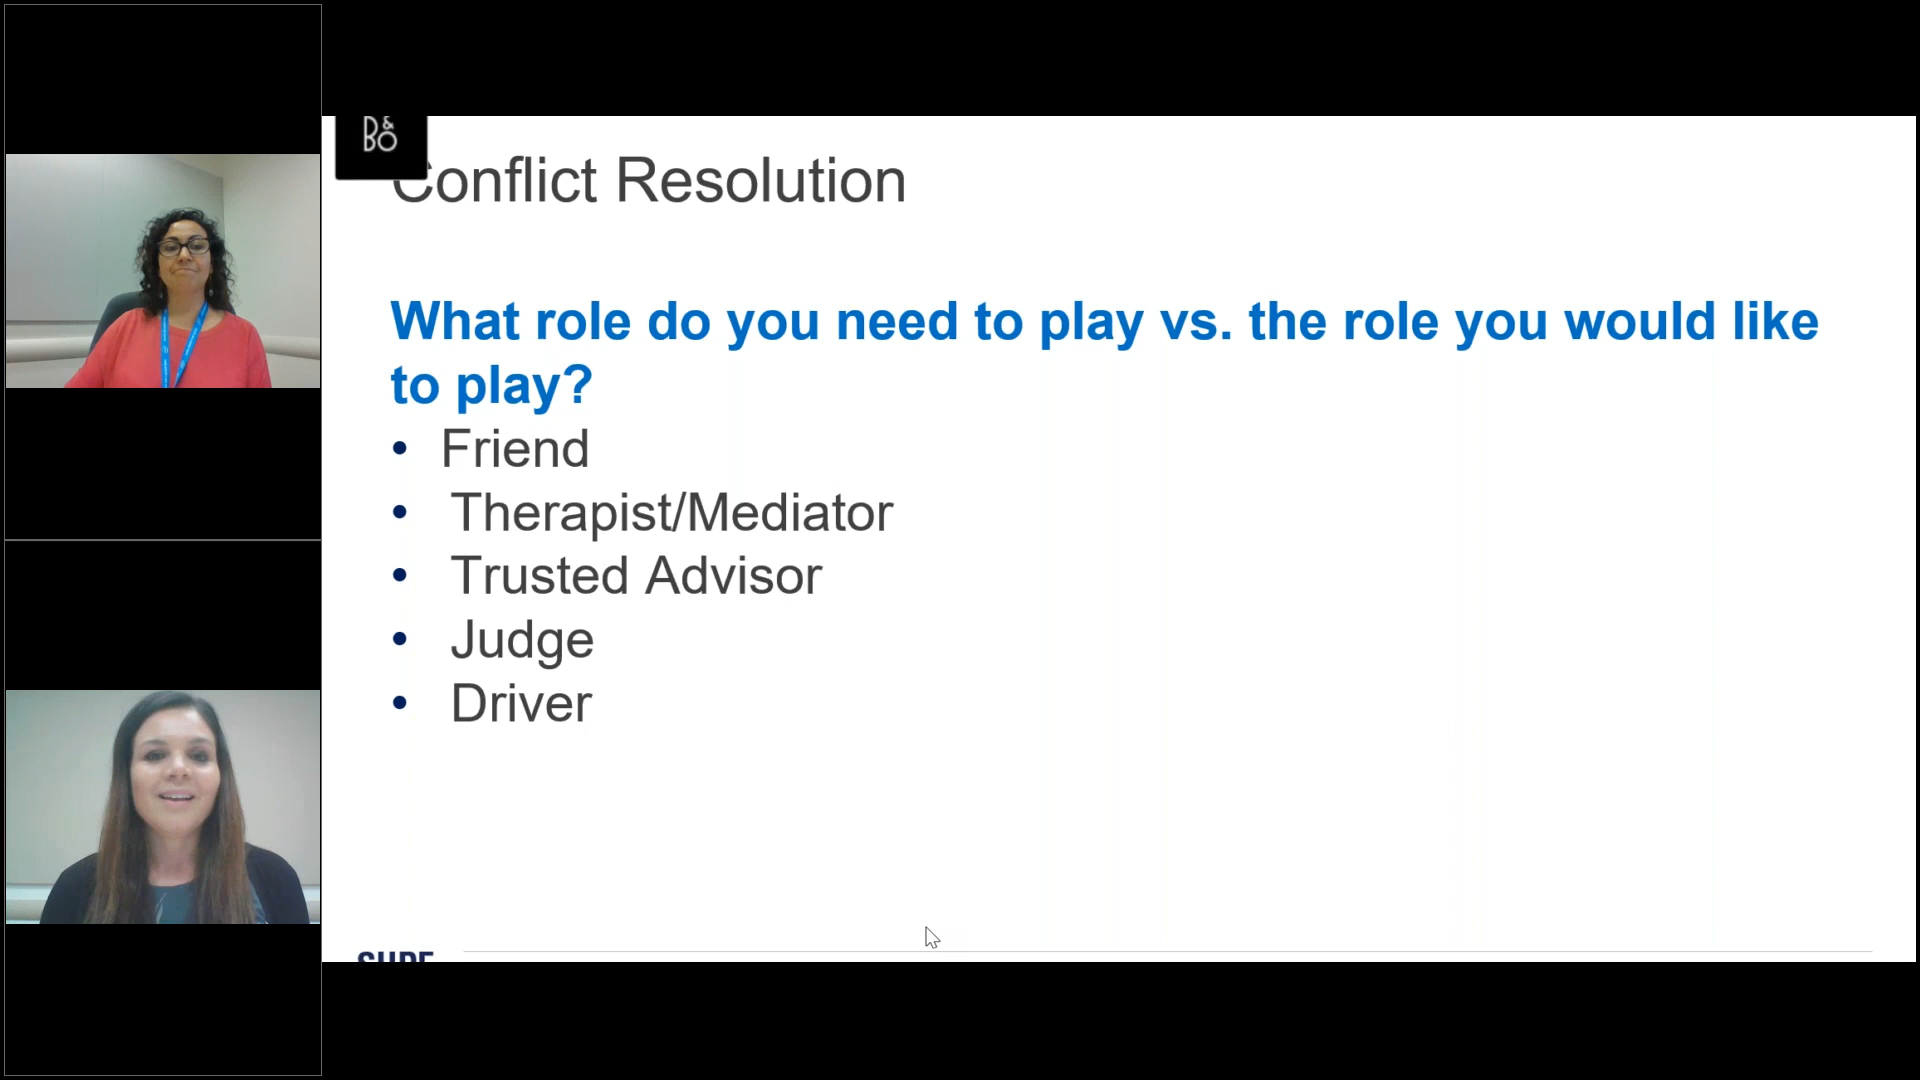 B&O
Conflict Resolution
What role do you need to play vs. the role you would like
to play?
• Friend
• Therapist/Mediator
• Trusted Advisor
• Judge
• Driver